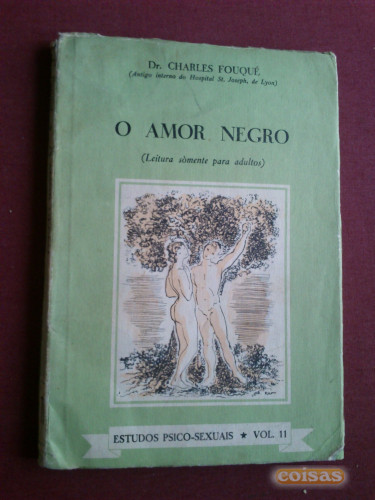 Dr. CHARLES FOUQUÉ
(Antigo interno do Hospital St. Joseph, de Lyon)
O AMOR NEGRO
(Leitura sòmente para adultos)
ESTUDOS PSICO-SEXUAIS ★ VOL. 11
coisas